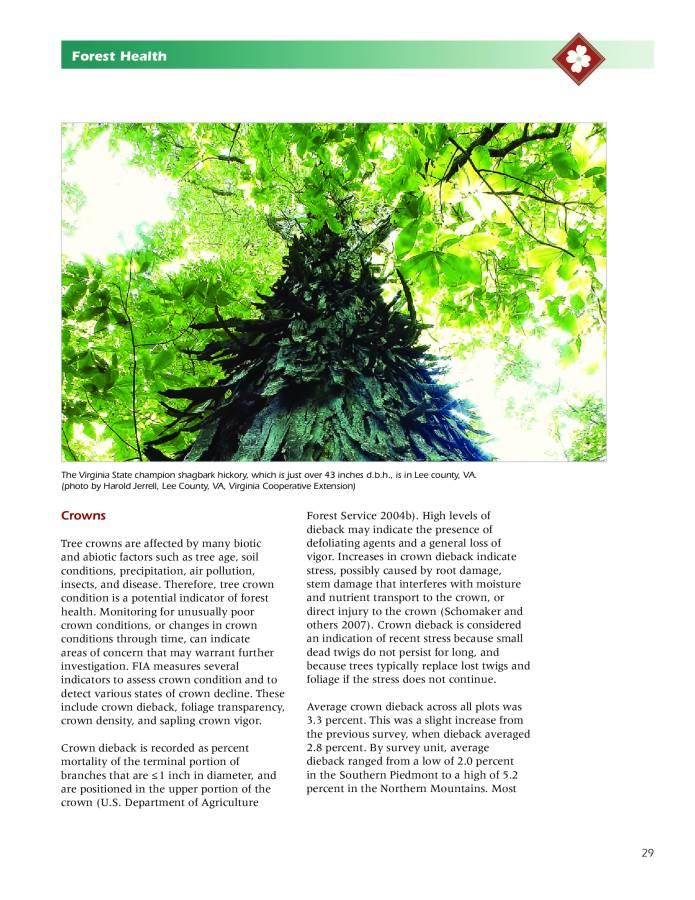 Forest Health
The Virginia State champion shagbark hickory, which is just over 43 inches d.b.h., is in Lee county, VA.
(photo by Harold Jerrell, Lee County, VA, Virginia Cooperative Extension)
Crowns
Tree crowns are affected by many biotic
and abiotic factors such as tree age, soil
conditions, precipitation, air pollution,
insects, and disease. Therefore, tree crown
condition is a potential indicator of forest
health. Monitoring for unusually poor
crown conditions, or changes in crown
conditions through time, can indicate
areas of concern that may warrant further
investigation. FIA measures several
indicators to assess crown condition and to
detect various states of crown decline. These
include crown dieback, foliage transparency,
crown density, and sapling crown vigor.
Crown dieback is recorded as percent
mortality of the terminal portion of
branches that are ≤1 inch in diameter, and
are positioned in the upper portion of the
crown (U.S. Department of Agriculture
Forest Service 2004b). High levels of
dieback may indicate the presence of
defoliating agents and a general loss of
vigor. Increases in crown dieback indicate
stress, possibly caused by root damage,
stem damage that interferes with moisture
and nutrient transport to the crown, or
direct injury to the crown (Schomaker and
others 2007). Crown dieback is considered
an indication of recent stress because small
dead twigs do not persist for long, and
because trees typically replace lost twigs and
foliage if the stress does not continue.
Average crown dieback across all plots was
3.3 percent. This was a slight increase from
the previous survey, when dieback averaged
2.8 percent. By survey unit, average
dieback ranged from a low of 2.0 percent
in the Southern Piedmont to a high of 5.2
percent in the Northern Mountains. Most
29